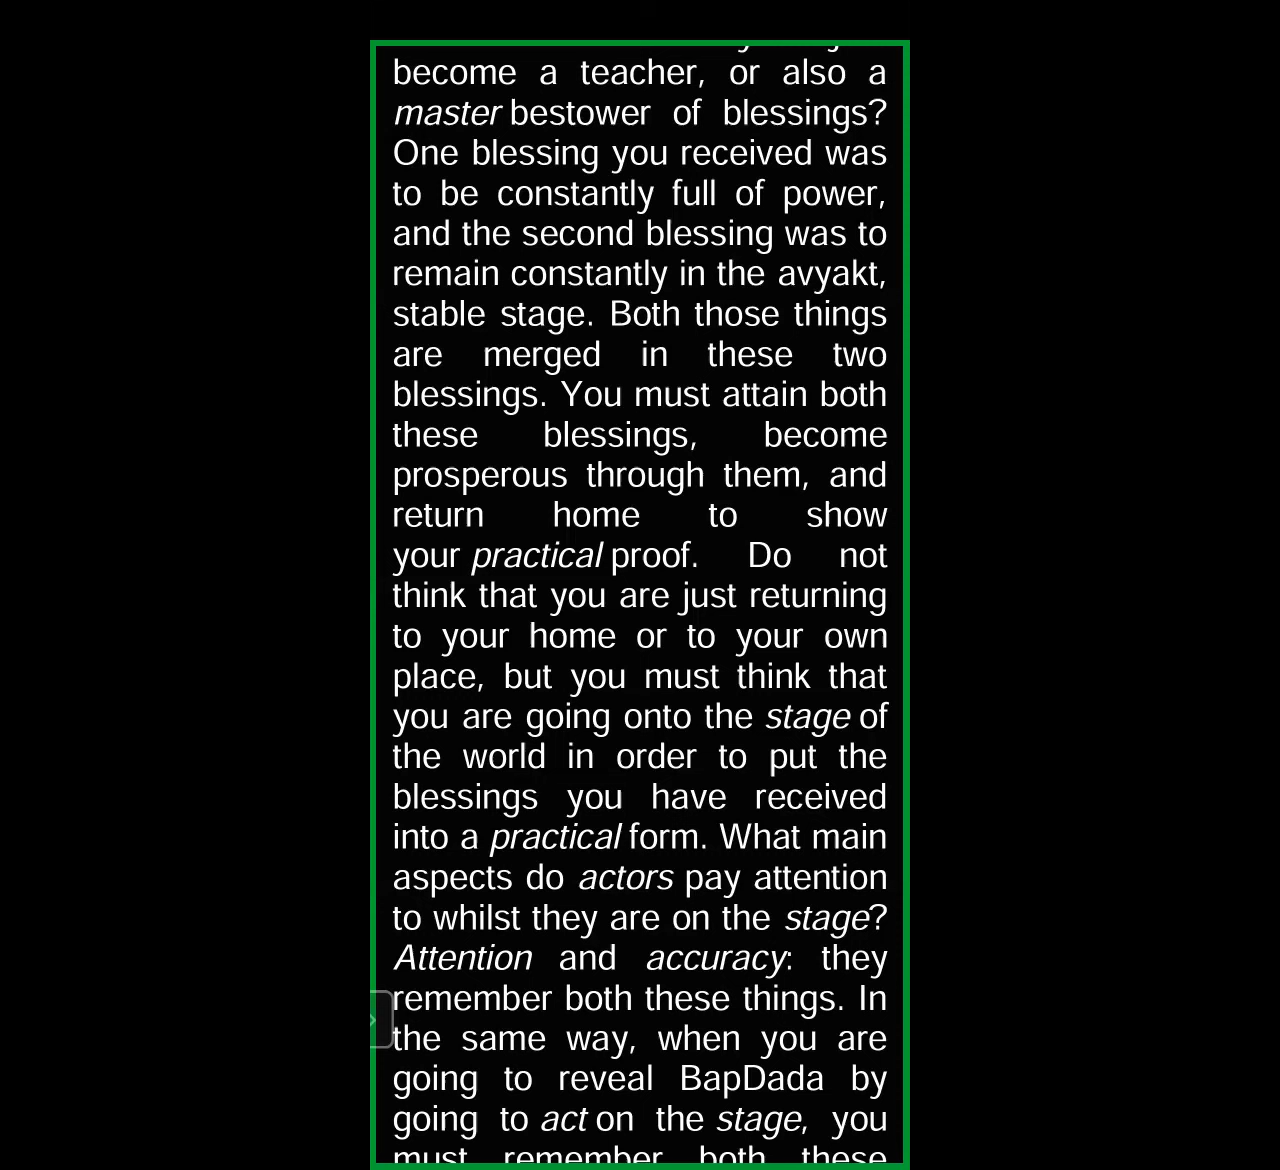 become a teacher, or also a
master bestower of blessings?
One blessing you received was
to be constantly full of power,
and the second blessing was to
remain constantly in the avyakt,
stable stage. Both those things
are merged in these two
blessings. You must attain both
these blessings, become
prosperous through them, and
return home to show
your practical proof. Do not
think that you are just returning
to your home or to your own
place, but you must think that
you are going onto the stage of
the world in order to put the
blessings you have received
into a practical form. What main
aspects do actors pay attention
to whilst they are on the stage?
Attention and accuracy: they
remember both these things. In
the same way, when you are
going to reveal BapDada by
going to act on the stage, you
must remember both these